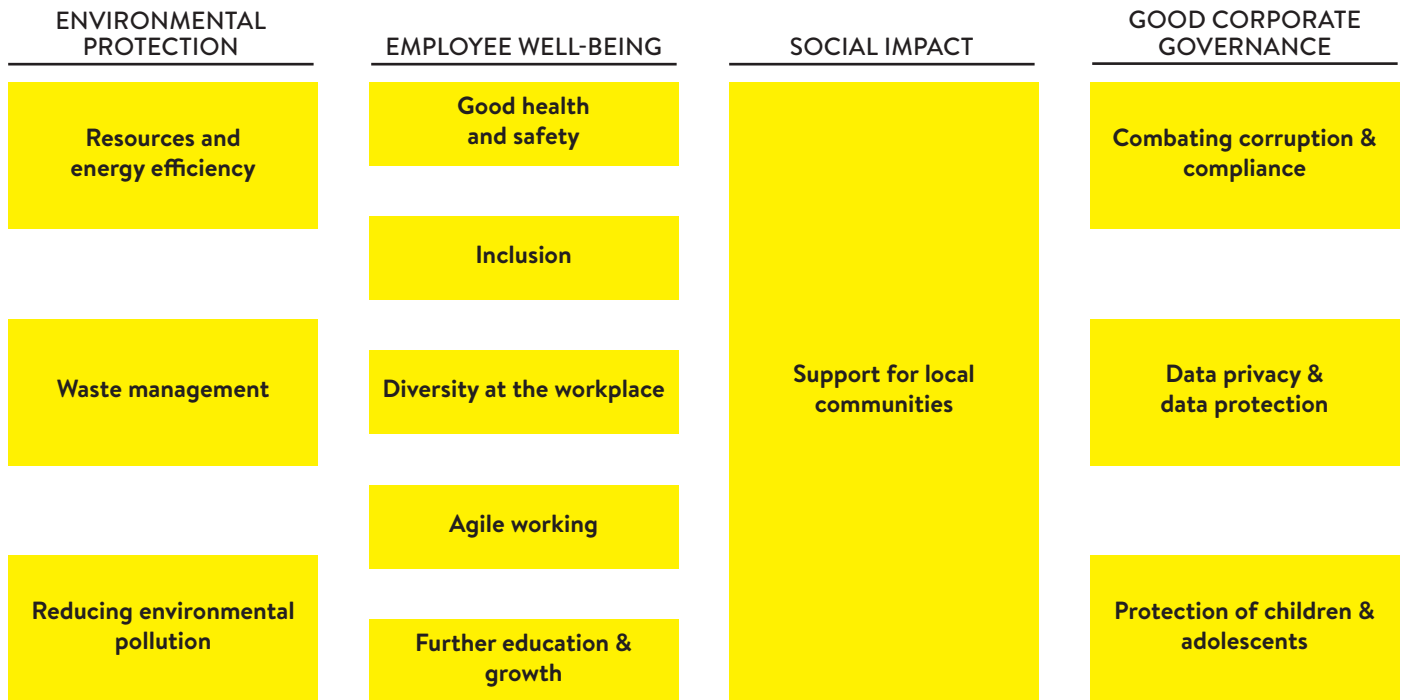 ENVIRONMENTAL
PROTECTION
Resources and
energy efficiency
Waste management
Reducing environmental
pollution
EMPLOYEE WELL-BEING
Good health
and safety
Inclusion
Diversity at the workplace
Agile working
Further education &
growth
SOCIAL IMPACT
Support for local
communities
GOOD CORPORATE
GOVERNANCE
Combating corruption &
compliance
Data privacy &
data protection
Protection of children &
adolescents